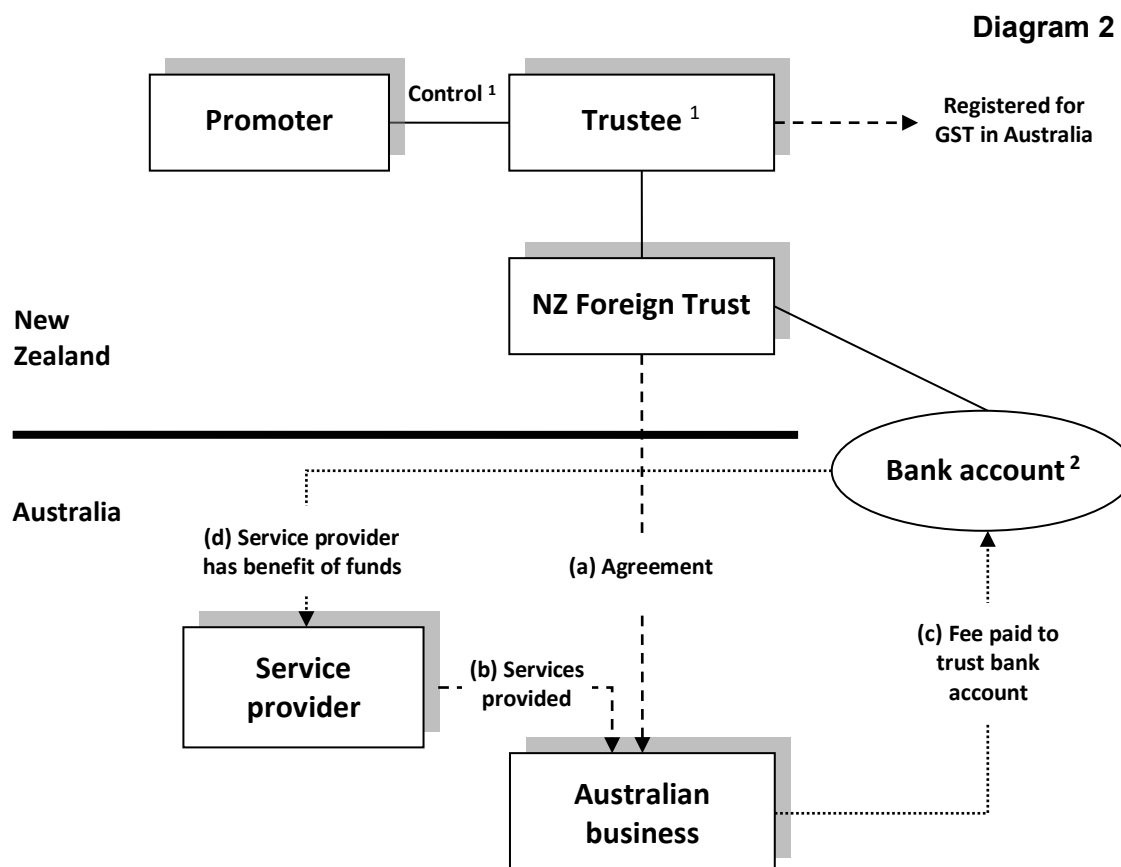 Diagram 2
Promoter
Control ¹
Trustee ¹
Registered for
GST in Australia
NZ Foreign Trust
New
Zealand
Bank account ²
Australia
(d) Service provider
has benefit of funds
(a) Agreement
(c) Fee paid to
trust bank
account
Service
provider
(b) Services
provided
Australian
business